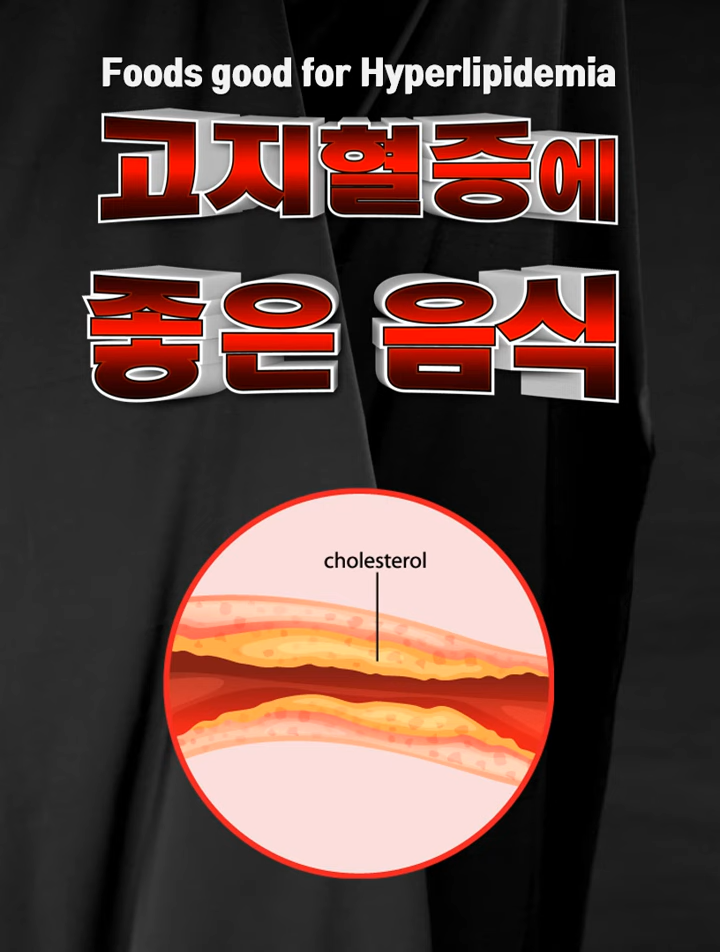 Foods good for Hyperlipidemia
고지혈증에
좋은 음식
cholesterol